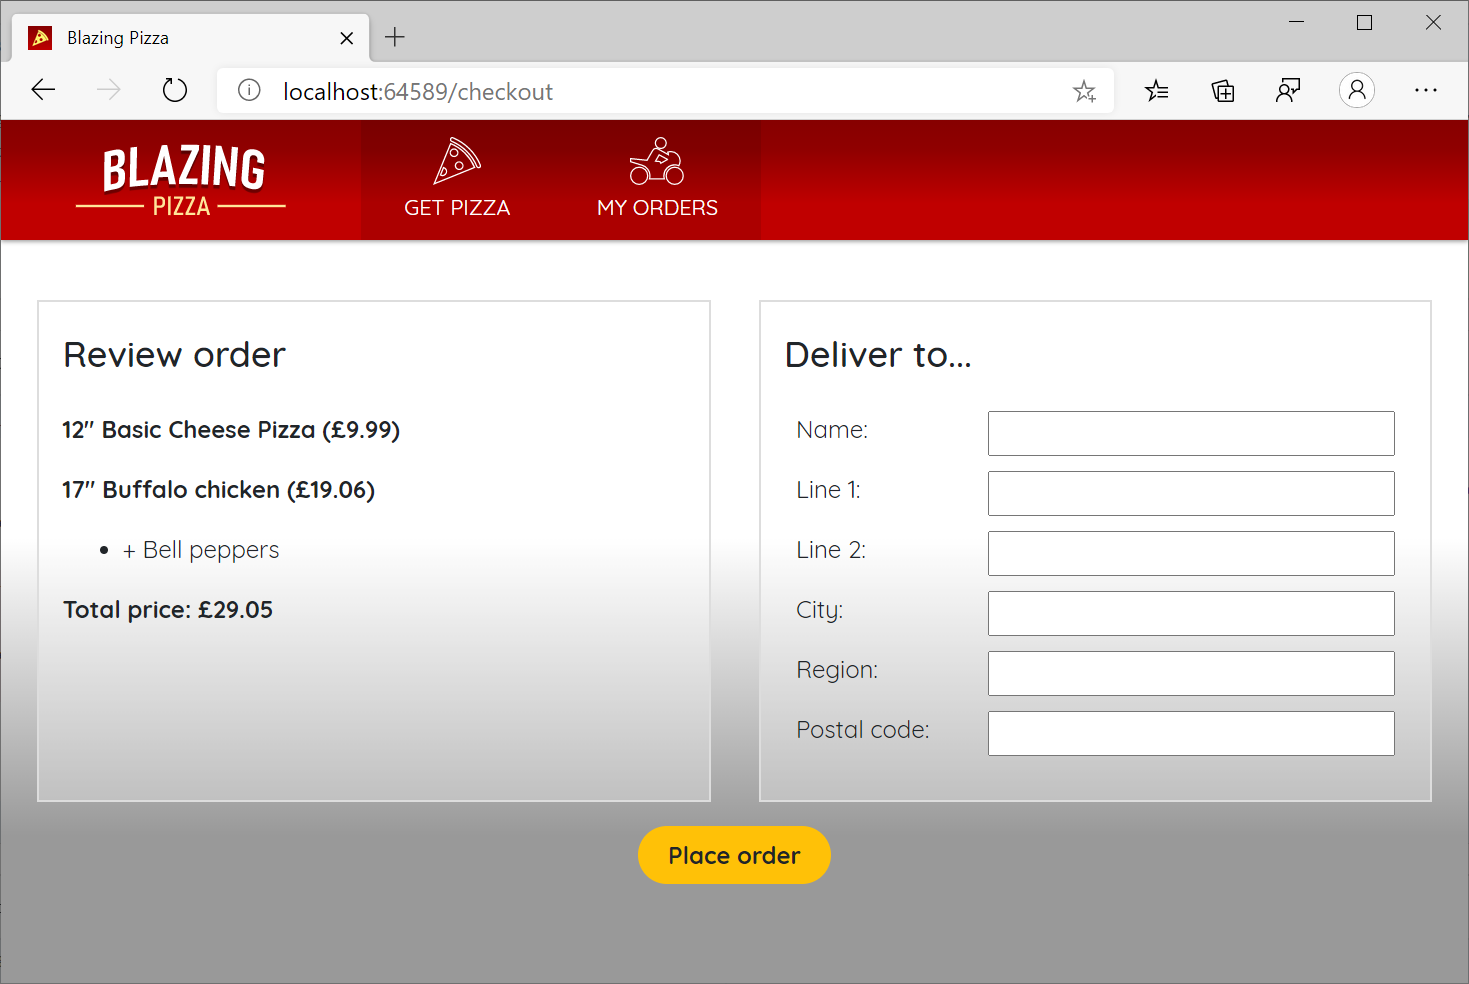 Blazing Pizza
localhost:64589/checkout
BLAZING
PIZZA
GET PIZZA
MY ORDERS
Review order
12" Basic Cheese Pizza (£9.99)
17" Buffalo chicken (£19.06)
• + Bell peppers
Total price: £29.05
Deliver to...
Name:
Line 1:
Line 2:
City:
Region:
Postal code:
Place order